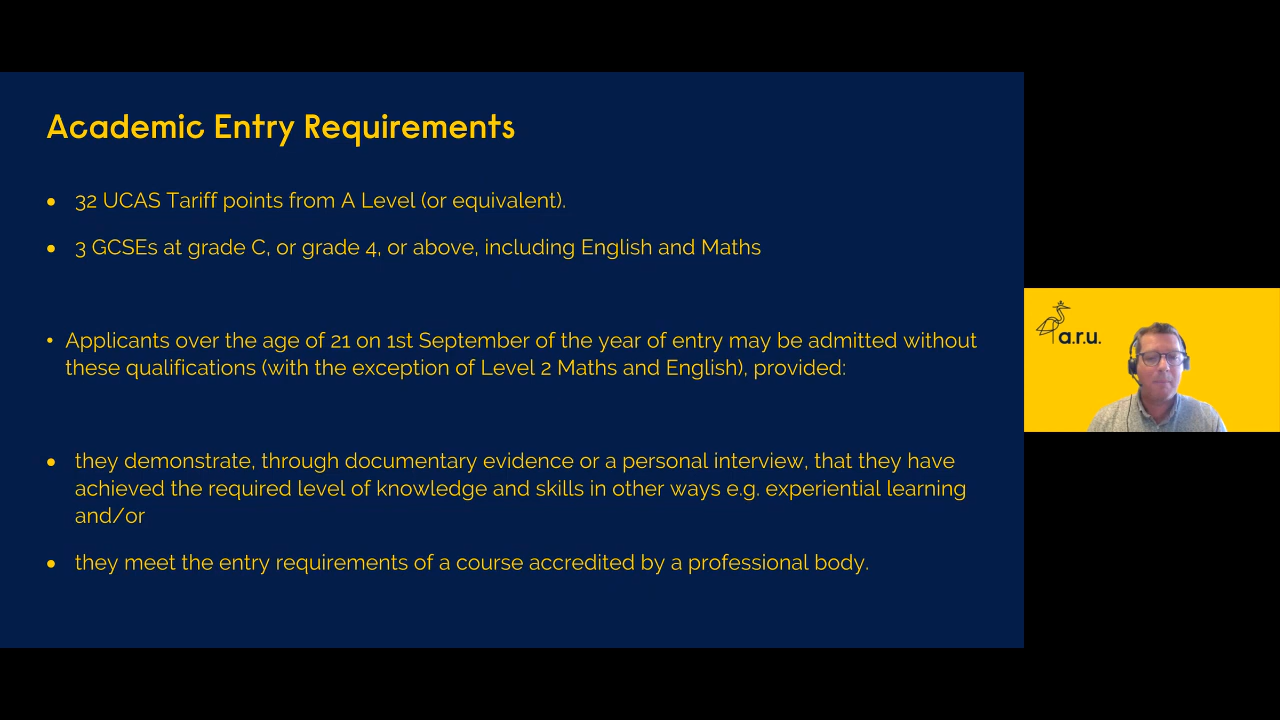 Academic Entry Requirements
• 32 UCAS Tariff points from A Level (or equivalent).
• 3 GCSEs at grade C, or grade 4, or above, including English and Maths
• Applicants over the age of 21 on 1st September of the year of entry may be admitted without
these qualifications (with the exception of Level 2 Maths and English), provided:
• they demonstrate, through documentary evidence or a personal interview, that they have
achieved the required level of knowledge and skills in other ways e.g. experiential learning
and/or
• they meet the entry requirements of a course accredited by a professional body.
a.r.u.